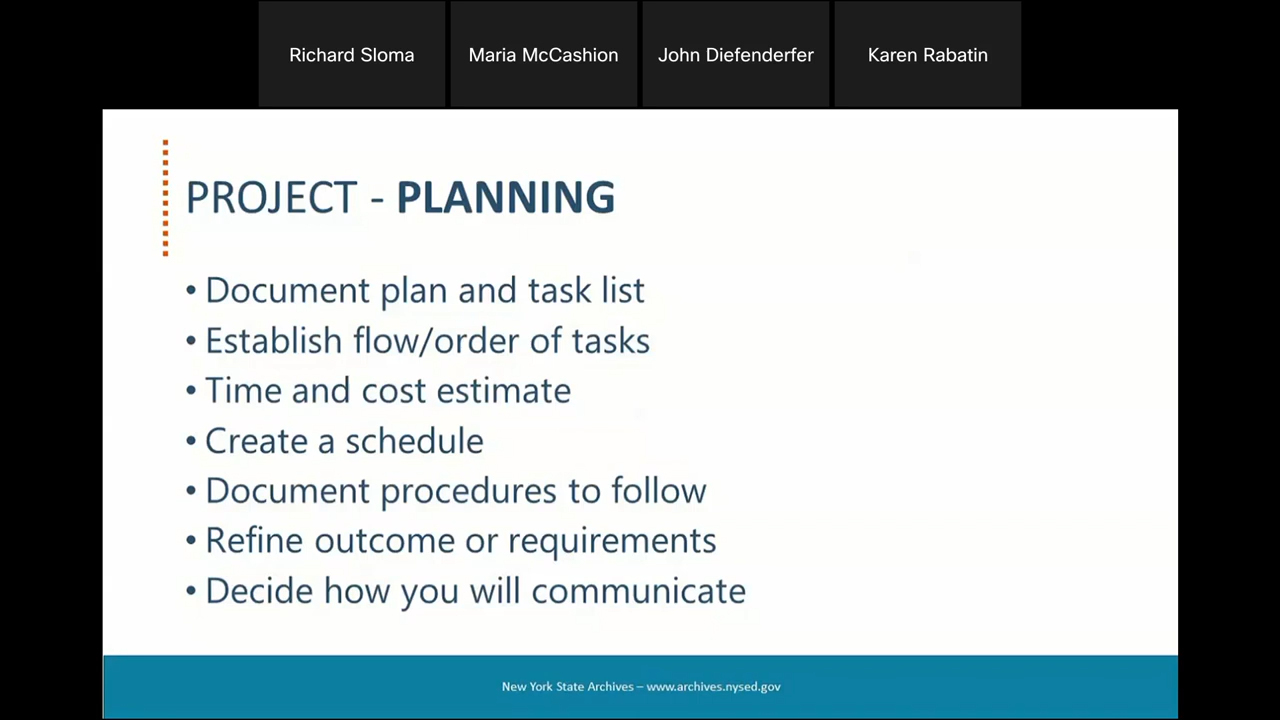 Richard Sloma
Maria McCashion
John Diefenderfer
Karen Rabatin
PROJECT - PLANNING
• Document plan and task list
• Establish flow/order of tasks
• Time and cost estimate
• Create a schedule
• Document procedures to follow
• Refine outcome or requirements
• Decide how you will communicate
New York State Archives – www.archives.nysed.gov